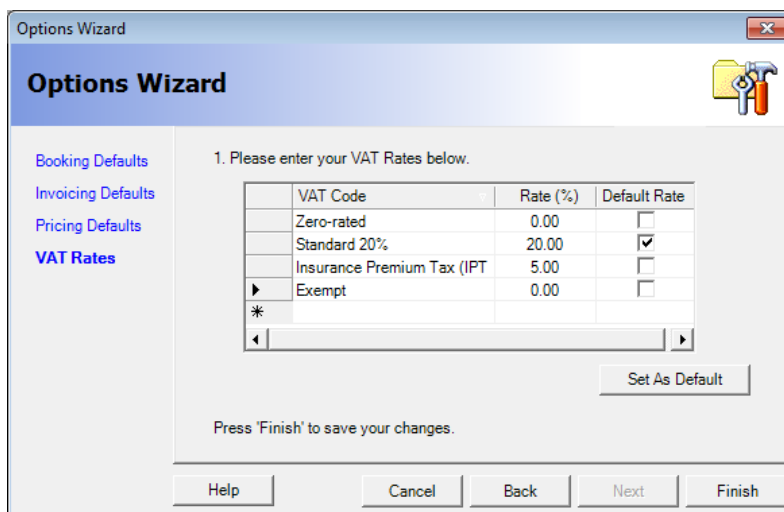 Options Wizard
Options Wizard
Booking Defaults
Invoicing Defaults
Pricing Defaults
VAT Rates
1. Please enter your VAT Rates below.
VAT Code Rate (%) Default Rate
Zero-rated 0.00
Standard 20% 20.00
Insurance Premium Tax (IPT 5.00
Exempt 0.00
Set As Default
Press 'Finish' to save your changes.
Help Cancel Back Next Finish